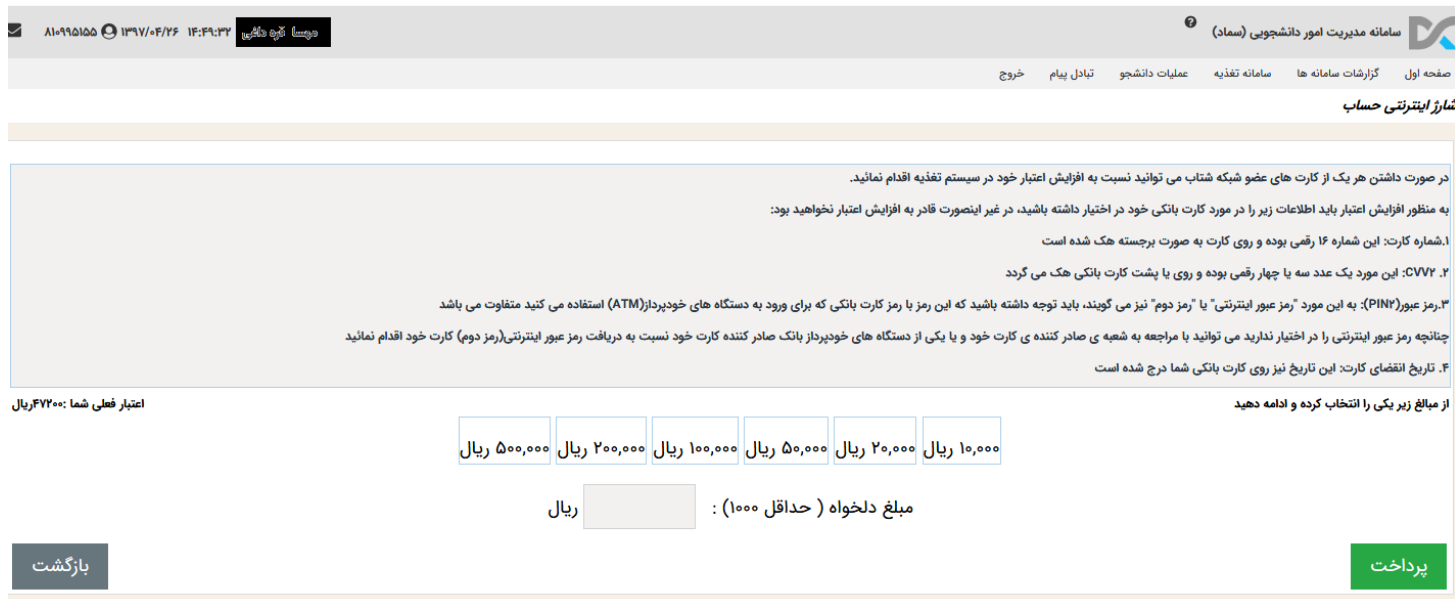 سامانه مدیریت امور دانشجویی (سماد)
۱۴:۴۹:۳۲ ۱۳۹۷/۰۴/۲۶ ۸۱۰۹۹۵۱۵۵
صفحه اول گزارشات سامانه ها سامانه تغذیه عملیات دانشجو تبادل پیام خروج
شارژ اینترنتی حساب
در صورت داشتن هر یک از کارت های عضو شبکه شتاب می توانید نسبت به افزایش اعتبار خود در سیستم تغذیه اقدام نمائید.
به منظور افزایش اعتبار باید اطلاعات زیر را در مورد کارت بانکی خود در اختیار داشته باشید، در غیر اینصورت قادر به افزایش اعتبار نخواهید بود:
۱.شماره کارت: این شماره ۱۶ رقمی بوده و روی کارت به صورت برجسته هک شده است
۲. CVV۲: این مورد یک عدد سه یا چهار رقمی بوده و روی یا پشت کارت بانکی هک می گردد
۳.رمز عبور(PIN۲): به این مورد "رمز عبور اینترنتی" یا "رمز دوم" نیز می گویند، باید توجه داشته باشید که این رمز با رمز کارت بانکی که برای ورود به دستگاه های خودپرداز(ATM) استفاده می کنید متفاوت می باشد
چنانچه رمز عبور اینترنتی را در اختیار ندارید می توانید با مراجعه به شعبه ی صادر کننده ی کارت خود و یا یکی از دستگاه های خودپرداز بانک صادر کننده کارت خود نسبت به دریافت رمز عبور اینترنتی(رمز دوم) کارت خود اقدام نمائید
۴. تاریخ انقضای کارت: این تاریخ نیز روی کارت بانکی شما درج شده است
از مبالغ زیر یکی را انتخاب کرده و ادامه دهید
اعتبار فعلی شما :۴۷۲۰۰ریال
۱۰,۰۰۰ ریال ۲۰,۰۰۰ ریال ۵۰,۰۰۰ ریال ۱۰۰,۰۰۰ ریال ۲۰۰,۰۰۰ ریال ۵۰۰,۰۰۰ ریال
مبلغ دلخواه ( حداقل ۱۰۰۰) : ریال
پرداخت
بازگشت